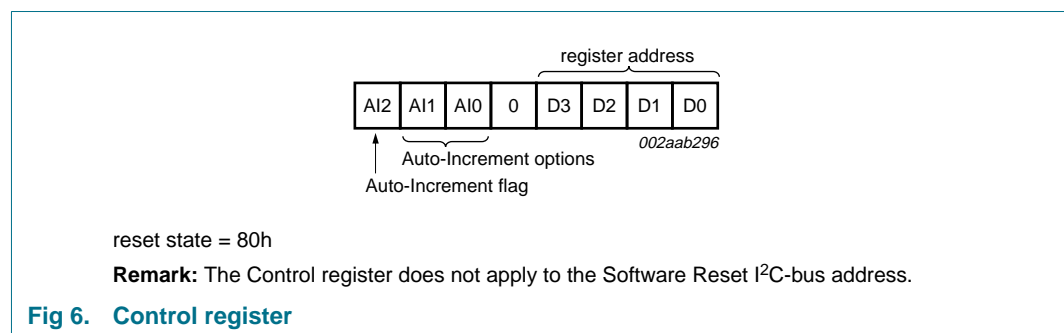 register address
AI2 AI1 AI0 0 D3 D2 D1 D0
002aab296
Auto-Increment options
Auto-Increment flag
reset state = 80h
Remark: The Control register does not apply to the Software Reset I²C-bus address.
Fig 6. Control register